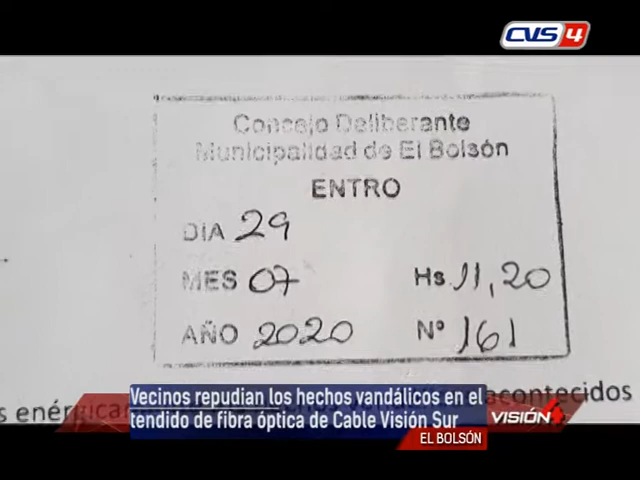 CVS 4
Concejo Deliberante
Municipalidad de El Bolsón
ENTRO
DIA 29
MES 07 Hs. 11,20
AÑO 2020 Nº 161
acontecidos
Vecinos repudian los hechos vandálicos en el
tendido de fibra óptica de Cable Visión Sur
VISIÓN 4
EL BOLSÓN